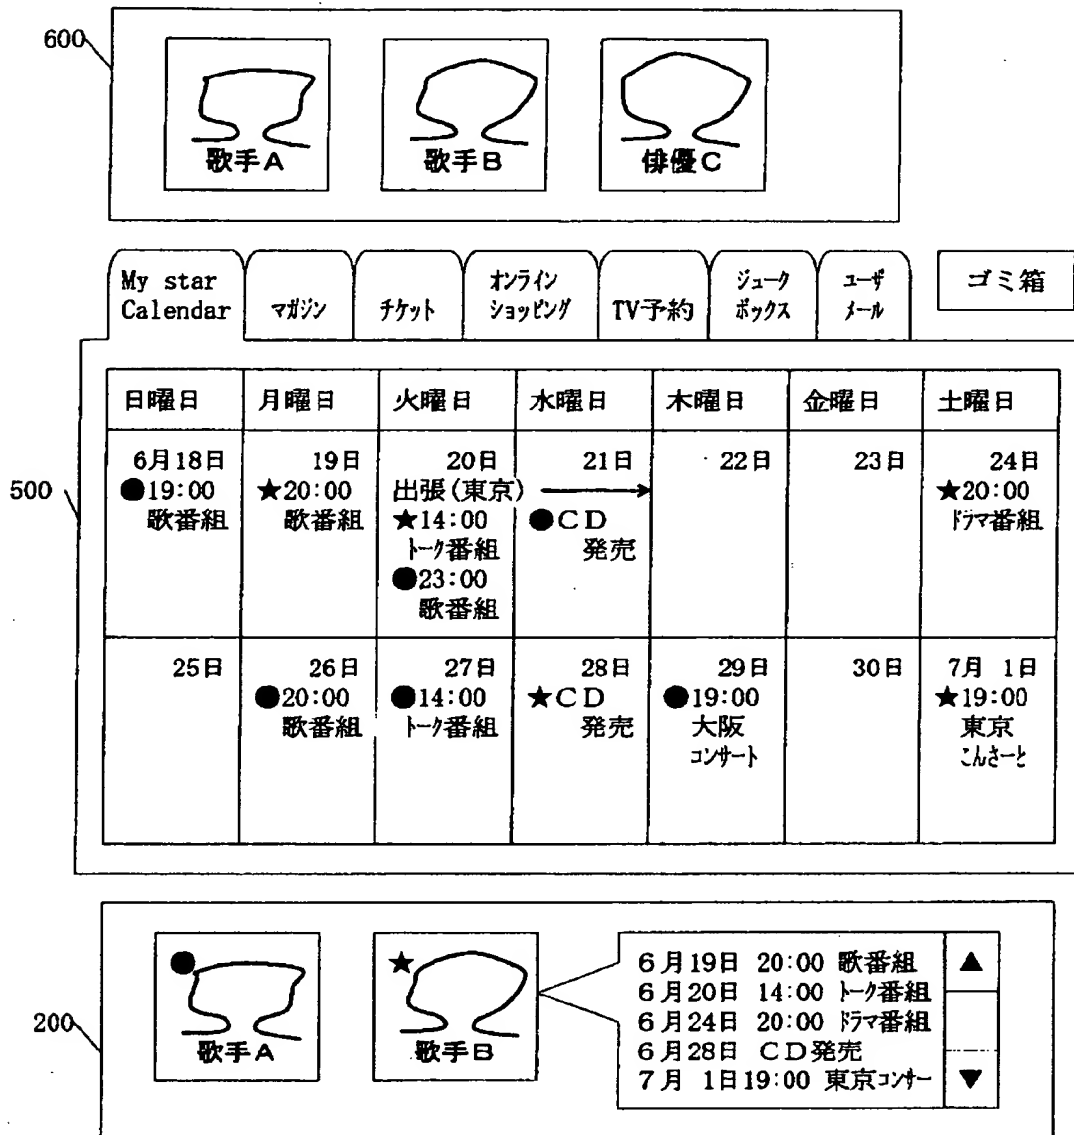 600
歌手A
歌手B
俳優C
My star
Calendar
マガジン
チケット
オンライン
ショッピング
TV予約
ジューク
ボックス
ユーザ
メール
ゴミ箱
500
日曜日 月曜日 火曜日 水曜日 木曜日 金曜日 土曜日
6月18日
●19:00
歌番組
19日
★20:00
歌番組
20日
出張(東京)
★14:00
トーク番組
●23:00
歌番組
21日
●CD
発売
22日
23日
24日
★20:00
ドラマ番組
25日
26日
●20:00
歌番組
27日
●14:00
トーク番組
28日
★CD
発売
29日
●19:00
大阪
コンサート
30日
7月 1日
★19:00
東京
こんさーと
200
● 歌手A
★ 歌手B
6月19日 20:00 歌番組
6月20日 14:00 トーク番組
6月24日 20:00 ドラマ番組
6月28日 CD発売
7月 1日19:00 東京コンサー
▲
▼